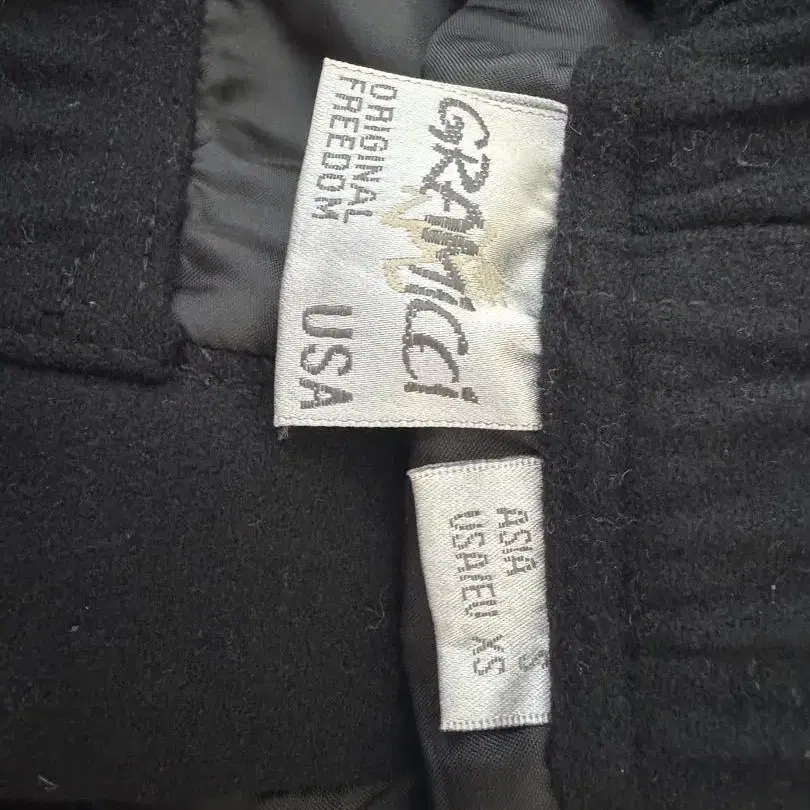 GRAMICCi
ORIGINAL
FREEDOM
USA
ASIA S
USA/EU XS